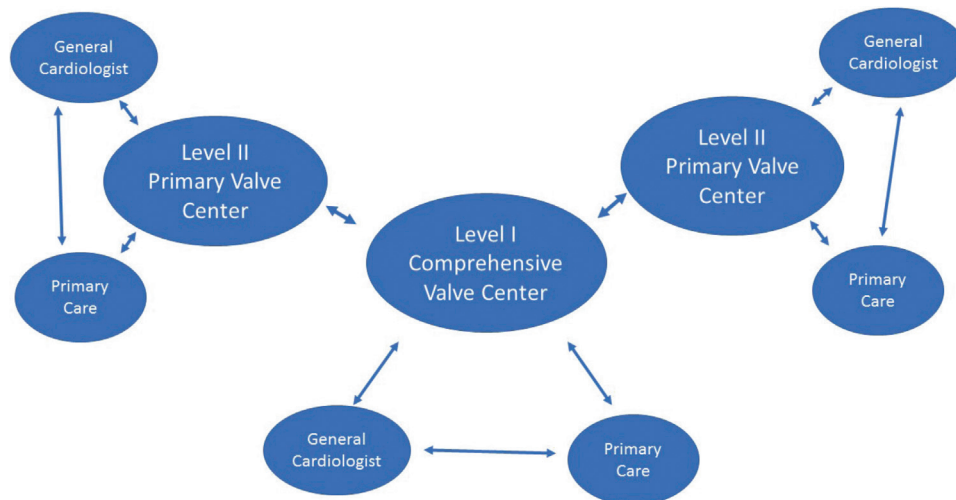 General
Cardiologist
Level II
Primary Valve
Center
Primary
Care
Level I
Comprehensive
Valve Center
General
Cardiologist
Level II
Primary Valve
Center
Primary
Care
General
Cardiologist
Primary
Care